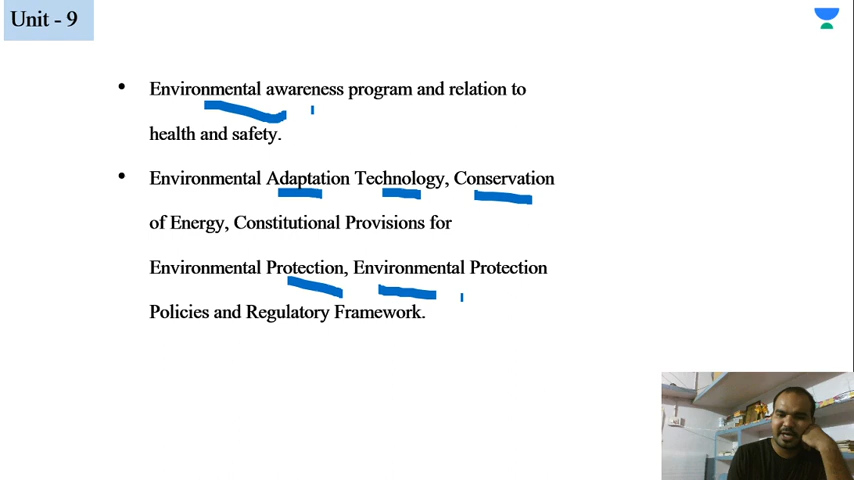 Unit - 9
• Environmental awareness program and relation to
health and safety.
• Environmental Adaptation Technology, Conservation
of Energy, Constitutional Provisions for
Environmental Protection, Environmental Protection
Policies and Regulatory Framework.